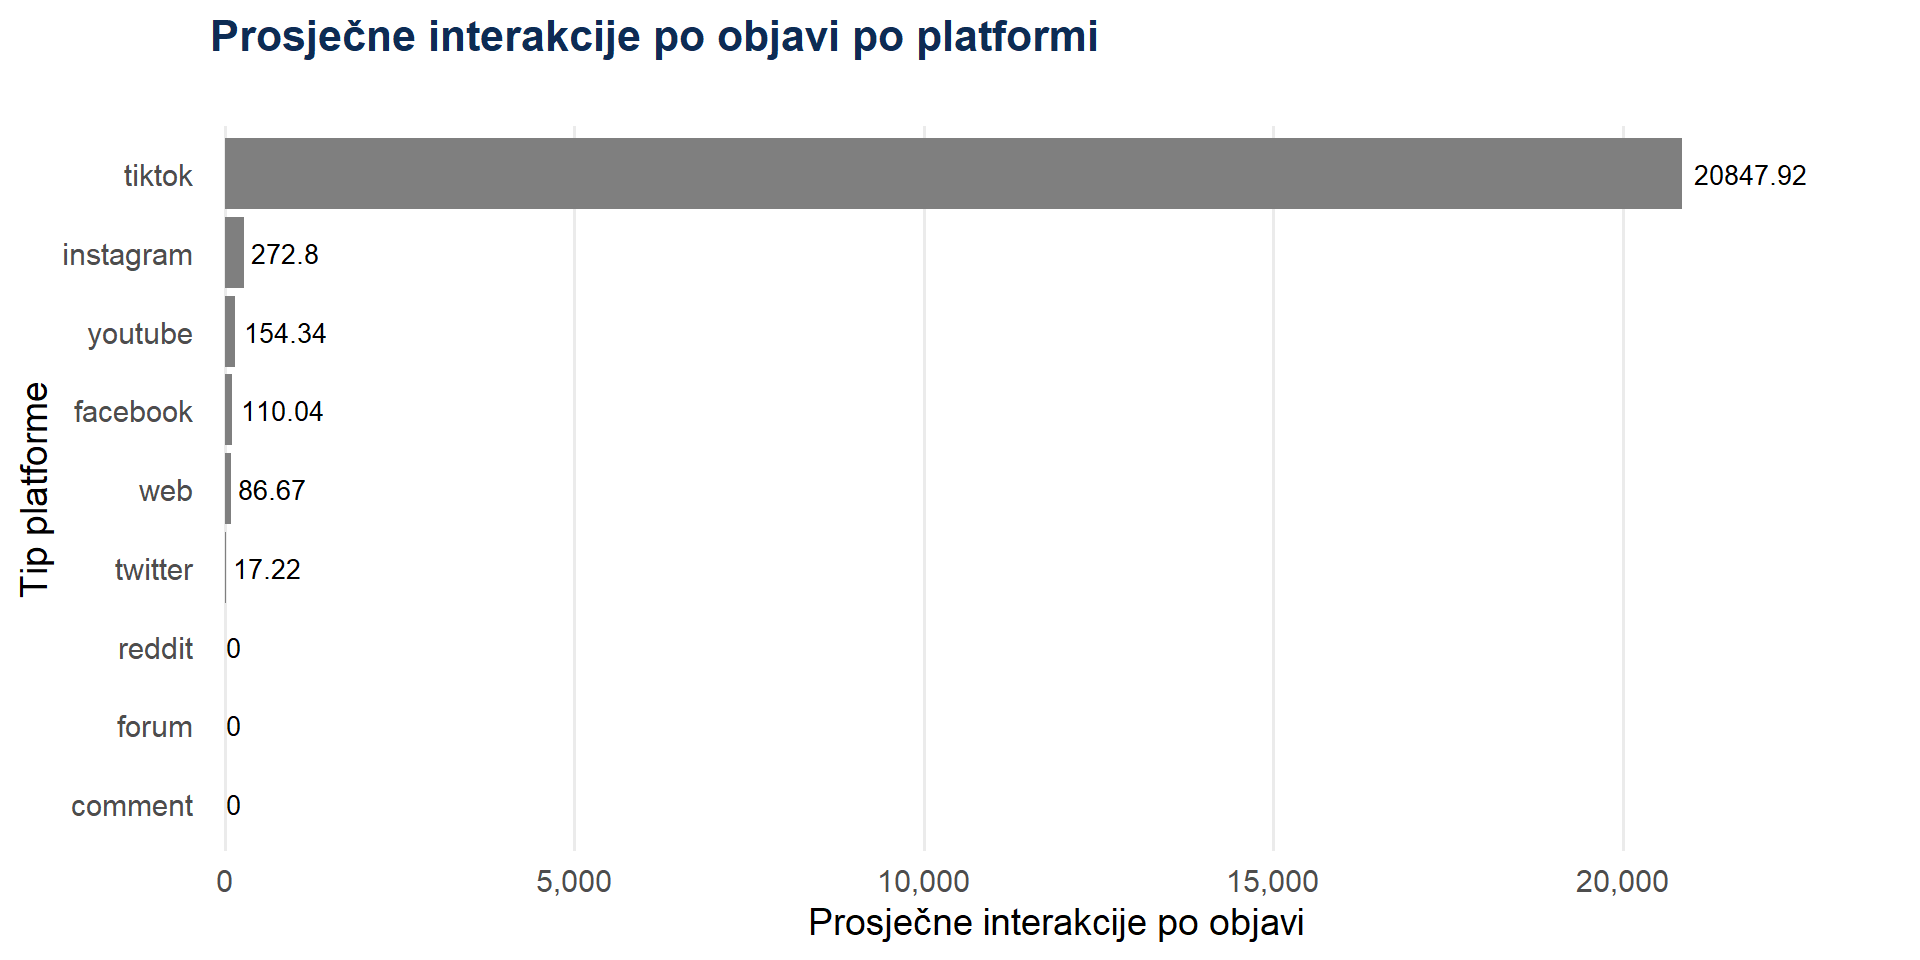 Prosječne interakcije po objavi po platformi
tiktok 20847.92
instagram 272.8
youtube 154.34
facebook 110.04
web 86.67
twitter 17.22
reddit 0
forum 0
comment 0
Tip platforme
0 5,000 10,000 15,000 20,000
Prosječne interakcije po objavi